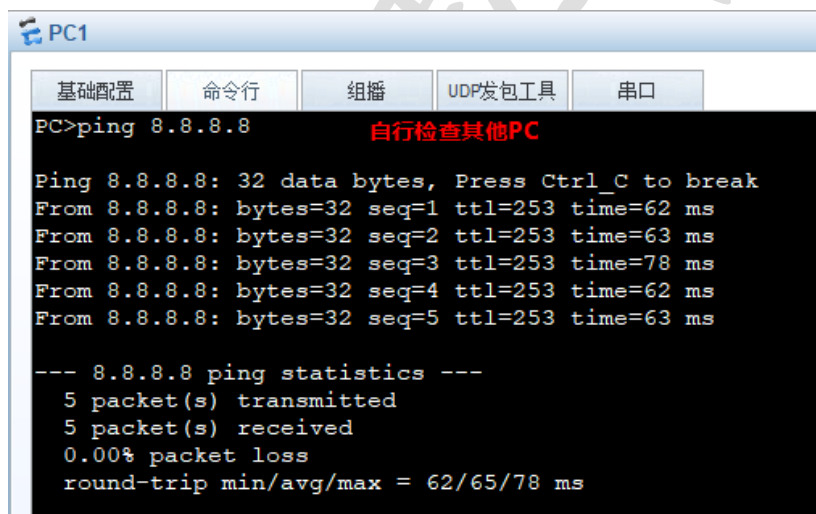 PC1
基础配置 命令行 组播 UDP发包工具 串口
PC>ping 8.8.8.8 自行检查其他PC
Ping 8.8.8.8: 32 data bytes, Press Ctrl_C to break
From 8.8.8.8: bytes=32 seq=1 ttl=253 time=62 ms
From 8.8.8.8: bytes=32 seq=2 ttl=253 time=63 ms
From 8.8.8.8: bytes=32 seq=3 ttl=253 time=78 ms
From 8.8.8.8: bytes=32 seq=4 ttl=253 time=62 ms
From 8.8.8.8: bytes=32 seq=5 ttl=253 time=63 ms
--- 8.8.8.8 ping statistics ---
5 packet(s) transmitted
5 packet(s) received
0.00% packet loss
round-trip min/avg/max = 62/65/78 ms